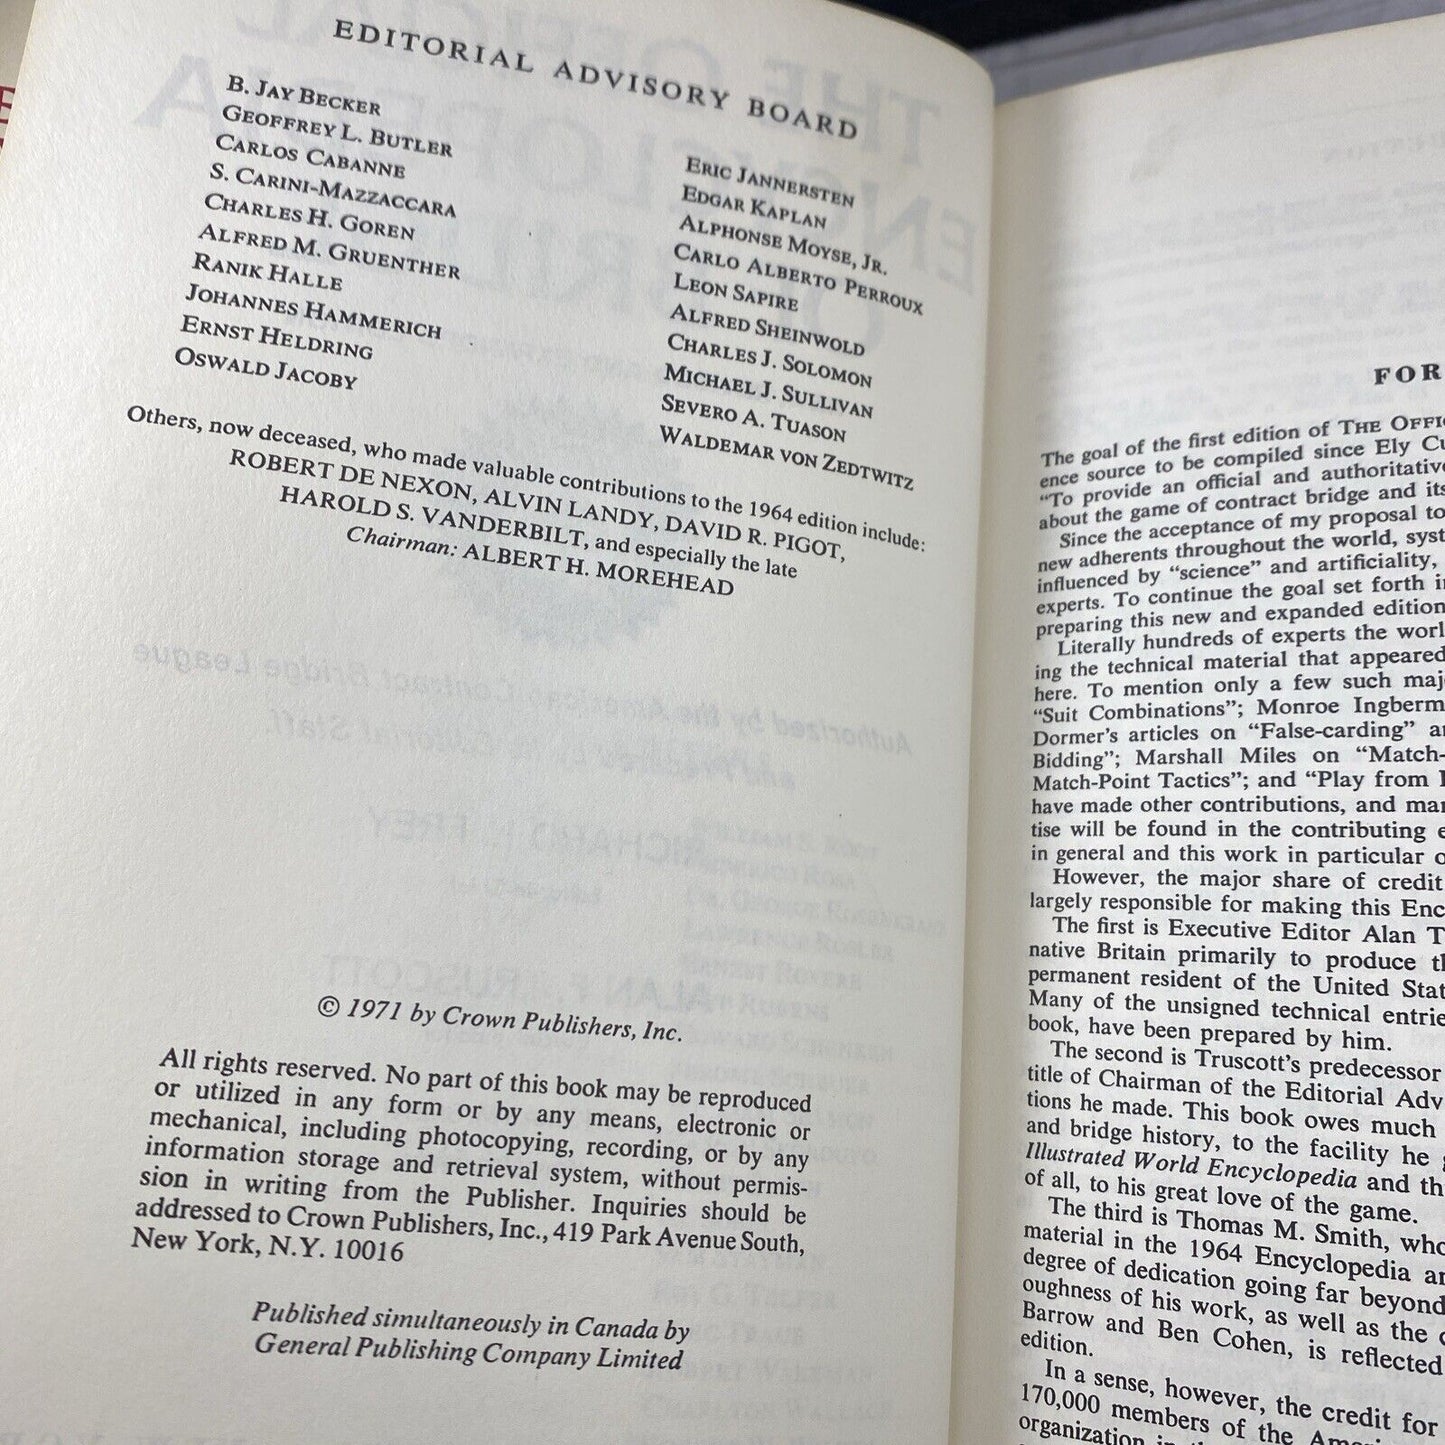 EDITORIAL ADVISORY BOARD
B. JAY BECKER
GEOFFREY L. BUTLER
CARLOS CABANNE
S. CARINI-MAZZACCARA
CHARLES H. GOREN
ALFRED M. GRUENTHER
RANIK HALLE
JOHANNES HAMMERICH
ERNST HELDRING
OSWALD JACOBY
ERIC JANNERSTEN
EDGAR KAPLAN
ALPHONSE MOYSE, JR.
CARLO ALBERTO PERROUX
LEON SAPIRE
ALFRED SHEINWOLD
CHARLES J. SOLOMON
MICHAEL J. SULLIVAN
SEVERO A. TUASON
WALDEMAR VON ZEDTWITZ
Others, now deceased, who made valuable contributions to the 1964 edition include:
ROBERT DE NEXON, ALVIN LANDY, DAVID R. PIGOT,
HAROLD S. VANDERBILT, and especially the late
Chairman: ALBERT H. MOREHEAD
© 1971 by Crown Publishers, Inc.
All rights reserved. No part of this book may be reproduced
or utilized in any form or by any means, electronic or
mechanical, including photocopying, recording, or by any
information storage and retrieval system, without permis-
sion in writing from the Publisher. Inquiries should be
addressed to Crown Publishers, Inc., 419 Park Avenue South,
New York, N.Y. 10016
Published simultaneously in Canada by
General Publishing Company Limited
FOR
The goal of the first edition of THE OFFIC
ence source to be compiled since Ely Cu
"To provide an official and authoritative
about the game of contract bridge and its
Since the acceptance of my proposal to
new adherents throughout the world, syst
influenced by "science" and artificiality,
experts. To continue the goal set forth in
preparing this new and expanded edition
Literally hundreds of experts the worl
ing the technical material that appeared
here. To mention only a few such maj
"Suit Combinations"; Monroe Ingberm
Dormer's articles on "False-carding" a
Bidding"; Marshall Miles on "Match-
Match-Point Tactics"; and "Play from
have made other contributions, and man
tise will be found in the contributing e
in general and this work in particular o
However, the major share of credit
largely responsible for making this Enc
The first is Executive Editor Alan T
native Britain primarily to produce th
permanent resident of the United Stat
Many of the unsigned technical entrie
book, have been prepared by him.
The second is Truscott's predecessor
title of Chairman of the Editorial Adv
tions he made. This book owes much
and bridge history, to the facility he g
Illustrated World Encyclopedia and th
of all, to his great love of the game.
The third is Thomas M. Smith, who
material in the 1964 Encyclopedia an
degree of dedication going far beyond
oughness of his work, as well as the c
Barrow and Ben Cohen, is reflected
edition.
In a sense, however, the credit for
170,000 members of the Ameri
organization in th